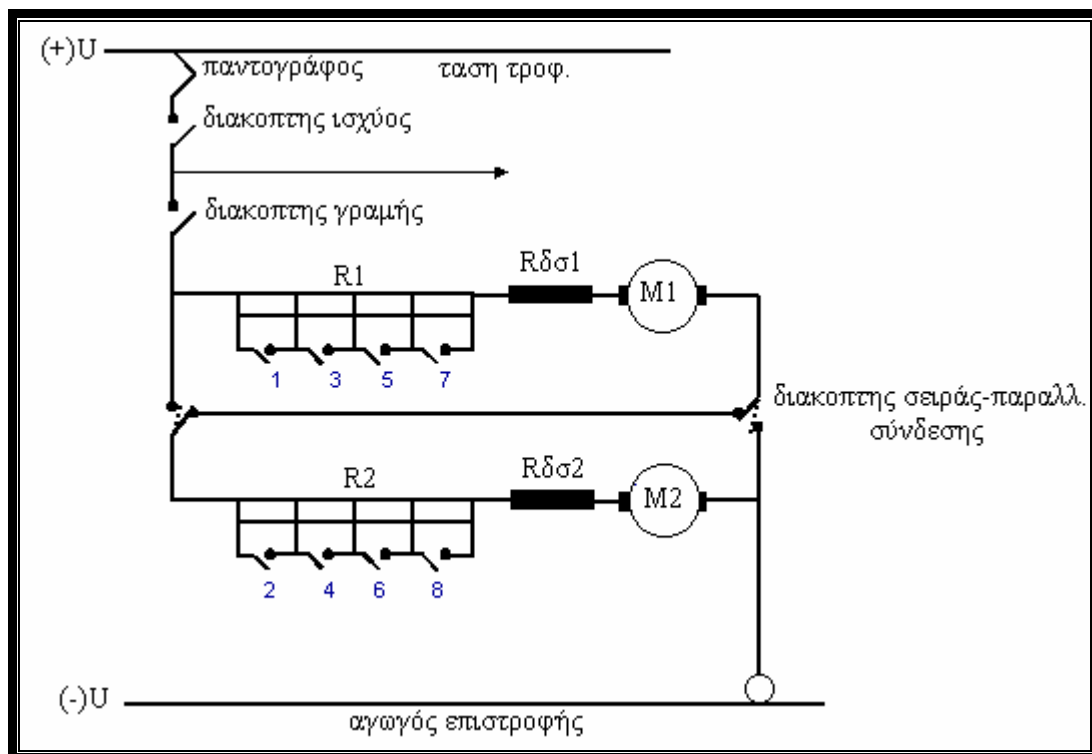 (+)U
παντογράφος
ταση τροφ.
διακοπτης ισχύος
διακοπτης γραμής
R1
Rδσ1
M1
1 3 5 7
διακοπτης σειράς-παραλλ.
σύνδεσης
R2
Rδσ2
M2
2 4 6 8
(-)U
αγωγός επιστροφής